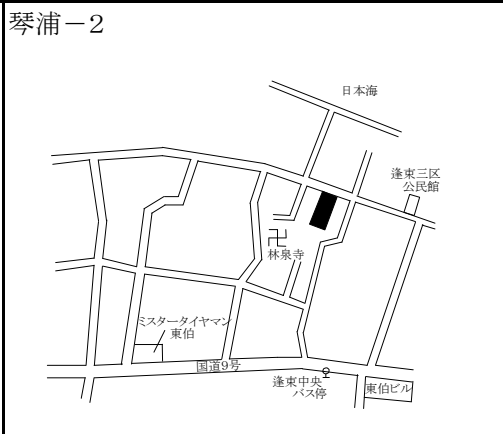 琴浦－2
日本海
逢束三区
公民館
林泉寺
ミスタータイヤマン
東伯
国道9号
逢束中央
バス停
東伯ビル